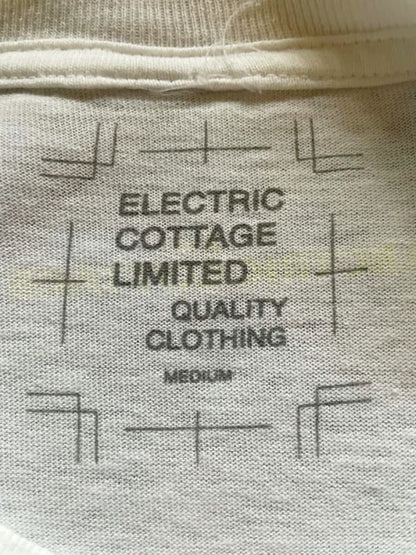 ELECTRIC
COTTAGE
LIMITED
QUALITY
CLOTHING
MEDIUM